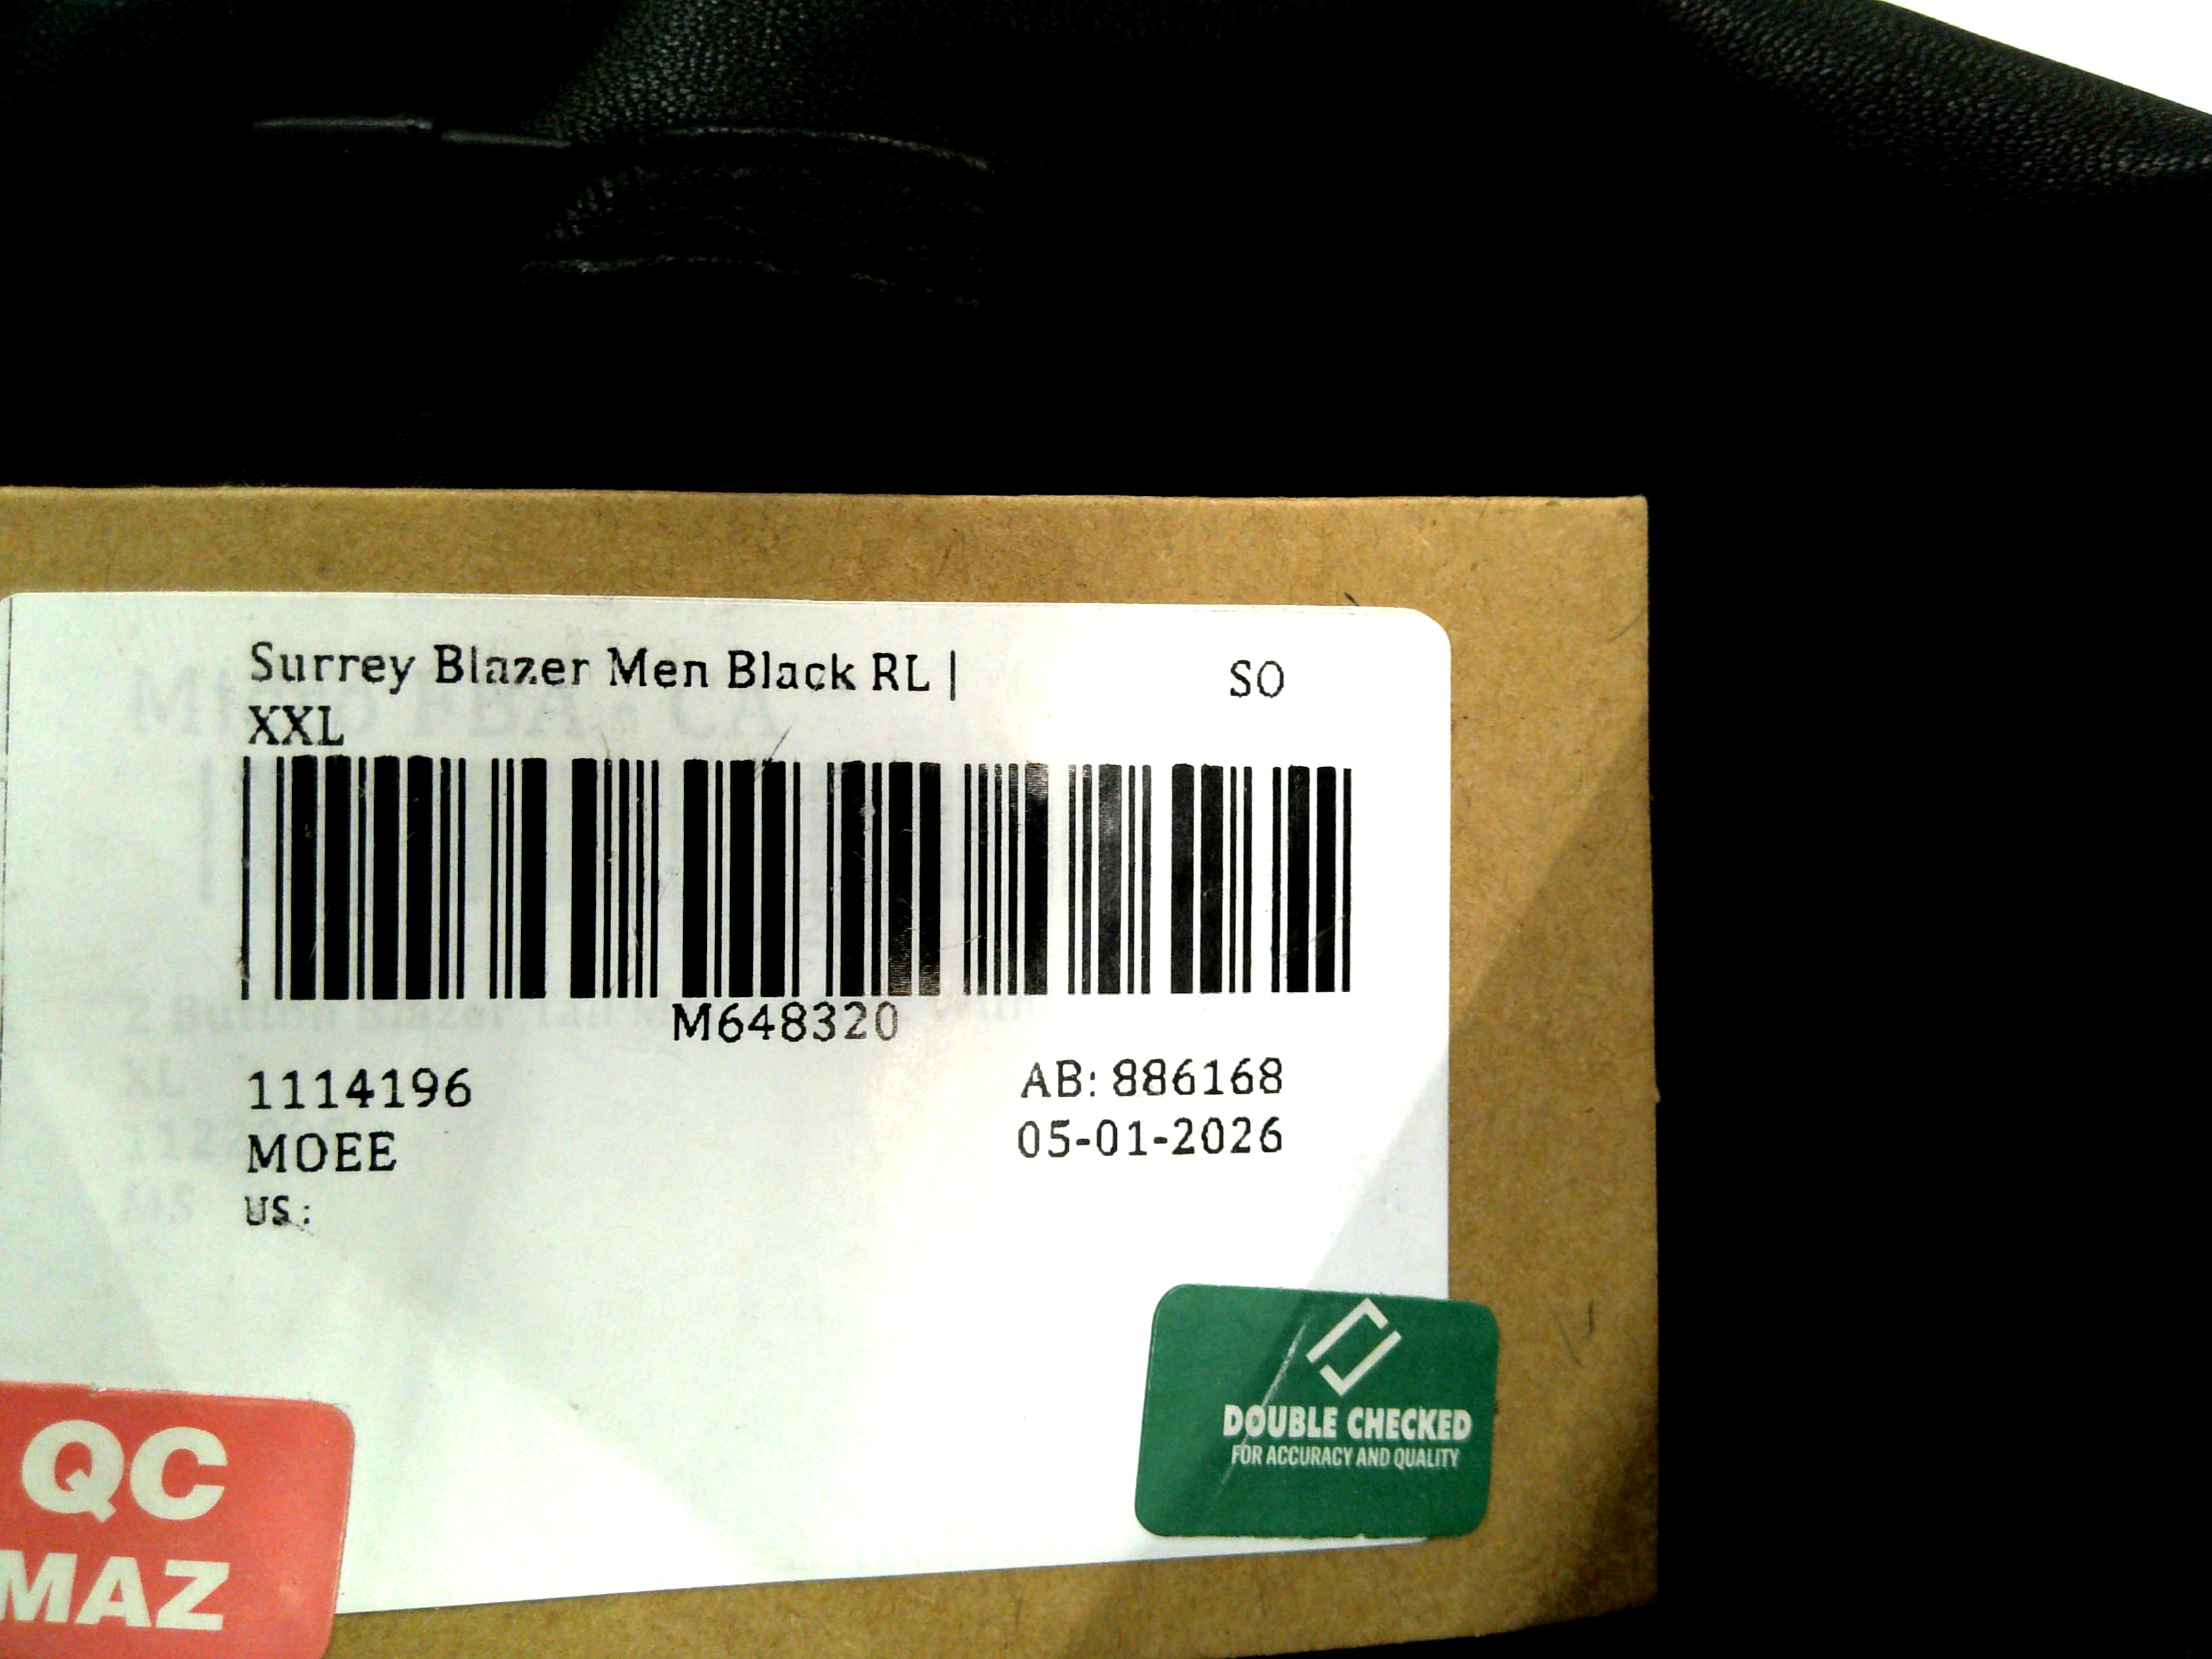 Surrey Blazer Men Black RL | SO
XXL
M648320
1114196 AB: 886168
MOEE 05-01-2026
US :
DOUBLE CHECKED
FOR ACCURACY AND QUALITY
QC
MAZ